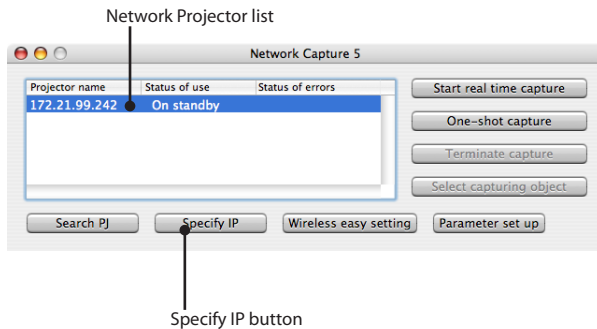 Network Projector list
Network Capture 5
Projector name Status of use Status of errors
172.21.99.242 On standby
Start real time capture
One-shot capture
Terminate capture
Select capturing object
Search PJ Specify IP Wireless easy setting Parameter set up
Specify IP button